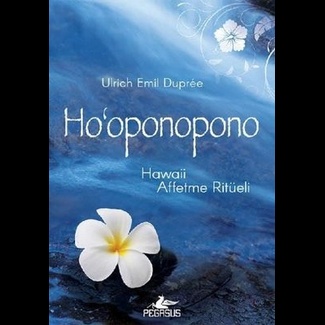 Ulrich Emil Duprée
Ho'oponopono
Hawaii
Affetme Ritüeli
PEGASUS